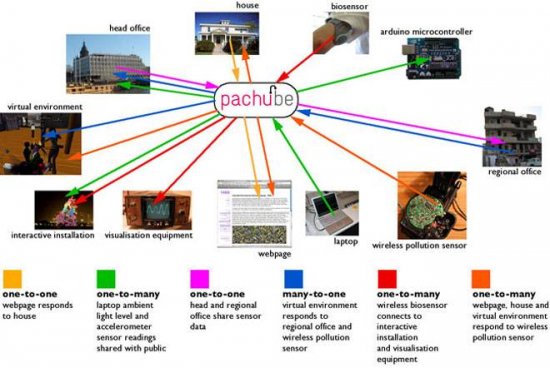 house
biosensor
head office
arduino microcontroller
pachube
virtual environment
regional office
interactive installation
visualisation equipment
webpage
laptop
wireless pollution sensor
one-to-one
webpage responds
to house
one-to-many
laptop ambient
light level and
accelerometer
sensor readings
shared with public
one-to-one
head and regional
office share sensor
data
many-to-one
virtual environment
responds to
regional office and
wireless pollution
sensor
one-to-many
wireless biosensor
connects to
interactive
installation
and visualisation
equipment
one-to-many
webpage, house and
virtual environment
respond to wireless
pollution sensor